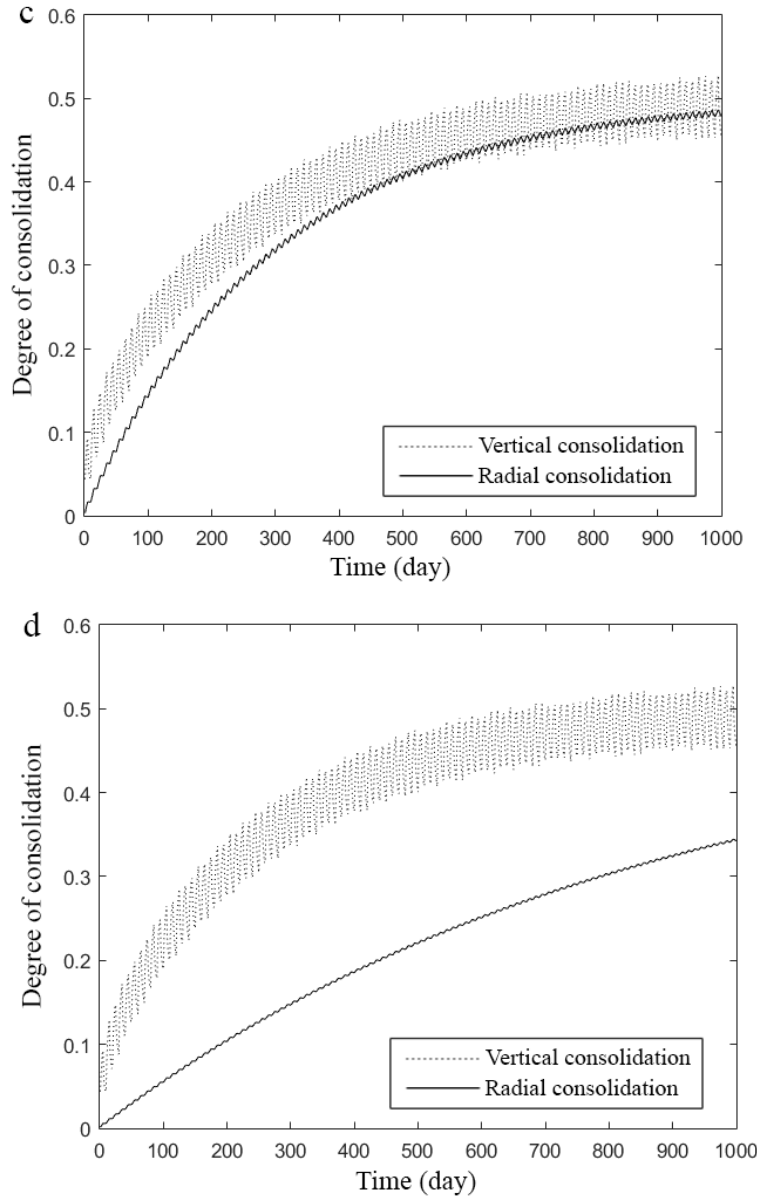 c
0.6
0.5
0.4
0.3
0.2
0.1
0
Degree of consolidation
Vertical consolidation
Radial consolidation
0 100 200 300 400 500 600 700 800 900 1000
Time (day)
d
0.6
0.5
0.4
0.3
0.2
0.1
0
Degree of consolidation
Vertical consolidation
Radial consolidation
0 100 200 300 400 500 600 700 800 900 1000
Time (day)